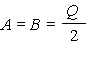 A = B = Q/2